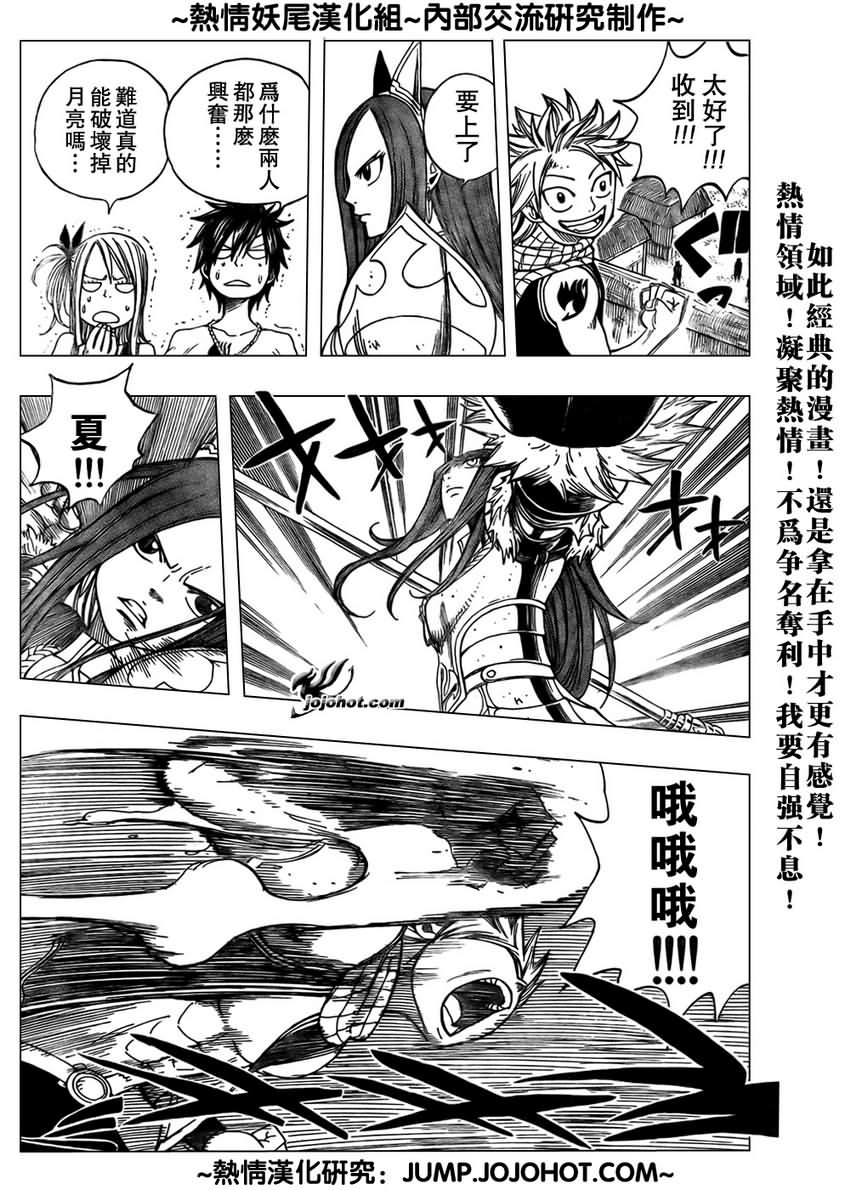 ~熱情妖尾漢化組~內部交流研究制作~
太好了!!!
收到!!!
要上了
爲什麽兩人
都那麽
興奮……
難道真的
能破壞掉
月亮嗎…
夏!!!
jojohot.com
哦哦哦!!!!
如此經典的漫畫！還是拿在手中才更有感覺！
熱情領域！凝聚熱情！不爲争名奪利！我要自强不息！
~熱情漢化研究：JUMP.JOJOHOT.COM~